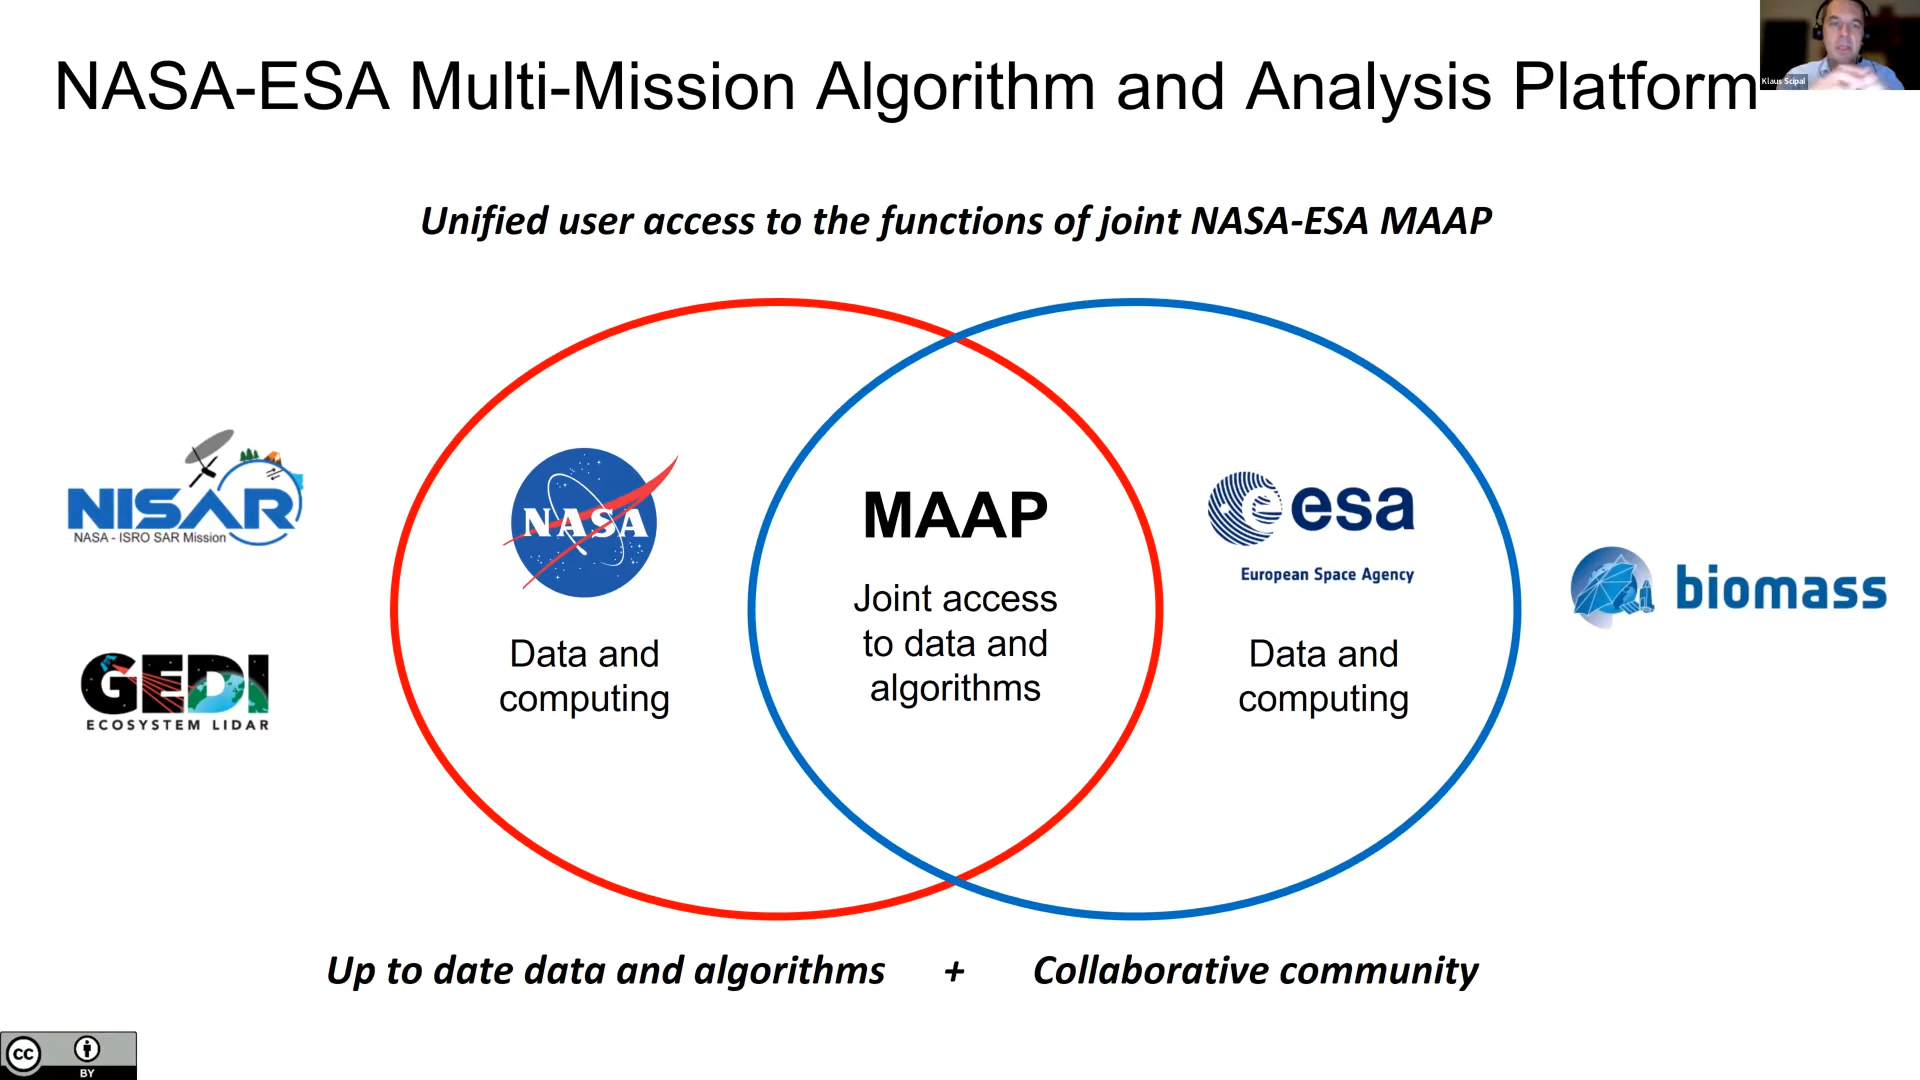 NASA-ESA Multi-Mission Algorithm and Analysis Platform
Klaus Scipal
Unified user access to the functions of joint NASA-ESA MAAP
NISAR
NASA - ISRO SAR Mission
GEDI
ECOSYSTEM LIDAR
NASA
Data and
computing
MAAP
Joint access
to data and
algorithms
esa
European Space Agency
Data and
computing
biomass
Up to date data and algorithms + Collaborative community
cc
BY